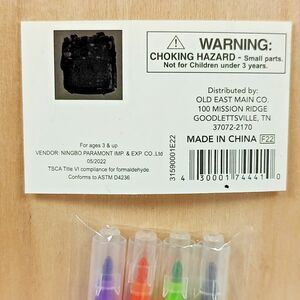 ⚠ WARNING:
CHOKING HAZARD - Small parts.
Not for Children under 3 years.
Distributed by:
OLD EAST MAIN CO.
100 MISSION RIDGE
GOODLETTSVILLE, TN
37072-2170
MADE IN CHINA F22
For ages 3 & up
VENDOR: NINGBO PARAMONT IMP. & EXP. CO.,Ltd
05/2022
TSCA Title VI compliance for formaldehyde.
Conforms to ASTM D4236
31590001E22
4 30001 74441 0